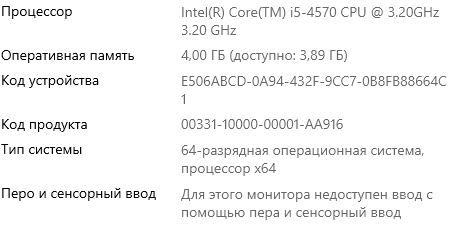 Процессор Intel(R) Core(TM) i5-4570 CPU @ 3.20GHz
3.20 GHz
Оперативная память 4,00 ГБ (доступно: 3,89 ГБ)
Код устройства E506ABCD-0A94-432F-9CC7-0B8FB88664C
1
Код продукта 00331-10000-00001-AA916
Тип системы 64-разрядная операционная система,
процессор x64
Перо и сенсорный ввод Для этого монитора недоступен ввод с
помощью пера и сенсорный ввод